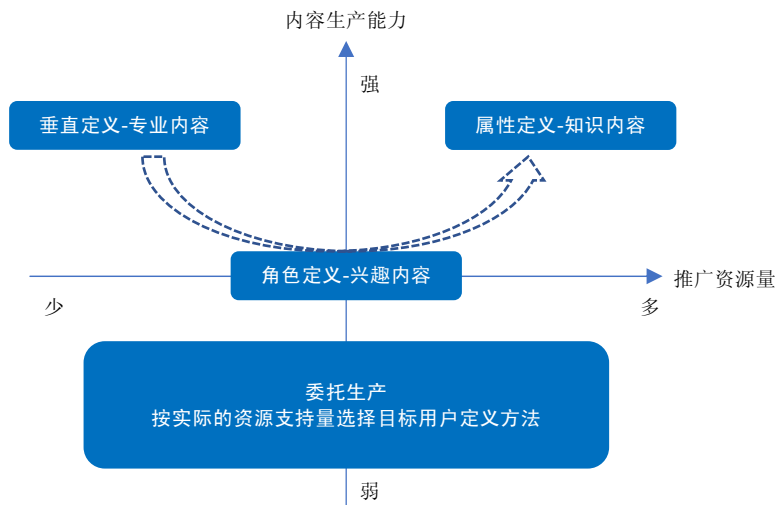 内容生产能力
强
垂直定义-专业内容
属性定义-知识内容
角色定义-兴趣内容
推广资源量
少
多
委托生产
按实际的资源支持量选择目标用户定义方法
弱